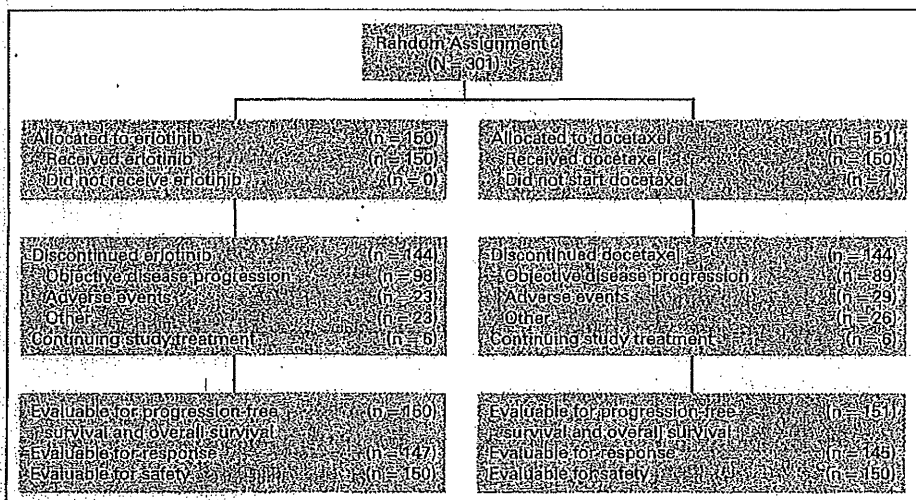 Random Assignment
(N = 301)
Allocated to erlotinib (n = 150)
Received erlotinib (n = 150)
Did not receive erlotinib (n = 0)
Allocated to docetaxel (n = 151)
Received docetaxel (n = 150)
Did not start docetaxel (n = 1)
Discontinued erlotinib (n = 144)
Objective disease progression (n = 98)
Adverse events (n = 23)
Other (n = 23)
Continuing study treatment (n = 6)
Discontinued docetaxel (n = 144)
Objective disease progression (n = 89)
Adverse events (n = 29)
Other (n = 26)
Continuing study treatment (n = 6)
Evaluable for progression-free (n = 150)
survival and overall survival
Evaluable for response (n = 147)
Evaluable for safety (n = 150)
Evaluable for progression-free (n = 151)
survival and overall survival
Evaluable for response (n = 145)
Evaluable for safety (n = 150)